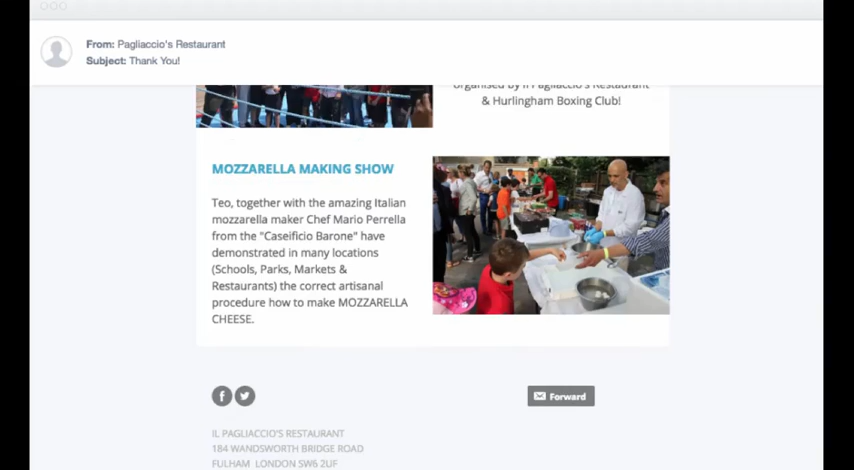 From: Pagliaccio's Restaurant
Subject: Thank You!
organised by Il Pagliaccio's Restaurant
& Hurlingham Boxing Club!
MOZZARELLA MAKING SHOW
Teo, together with the amazing Italian
mozzarella maker Chef Mario Perrella
from the "Caseificio Barone" have
demonstrated in many locations
(Schools, Parks, Markets &
Restaurants) the correct artisanal
procedure how to make MOZZARELLA
CHEESE.
Forward
IL PAGLIACCIO'S RESTAURANT
184 WANDSWORTH BRIDGE ROAD
FULHAM LONDON SW6 2UF